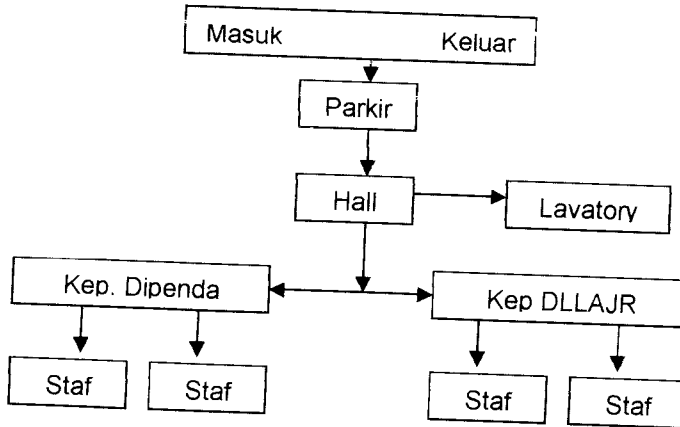 Masuk Keluar
Parkir
Hall
Lavatory
Kep. Dipenda
Kep DLLAJR
Staf
Staf
Staf
Staf